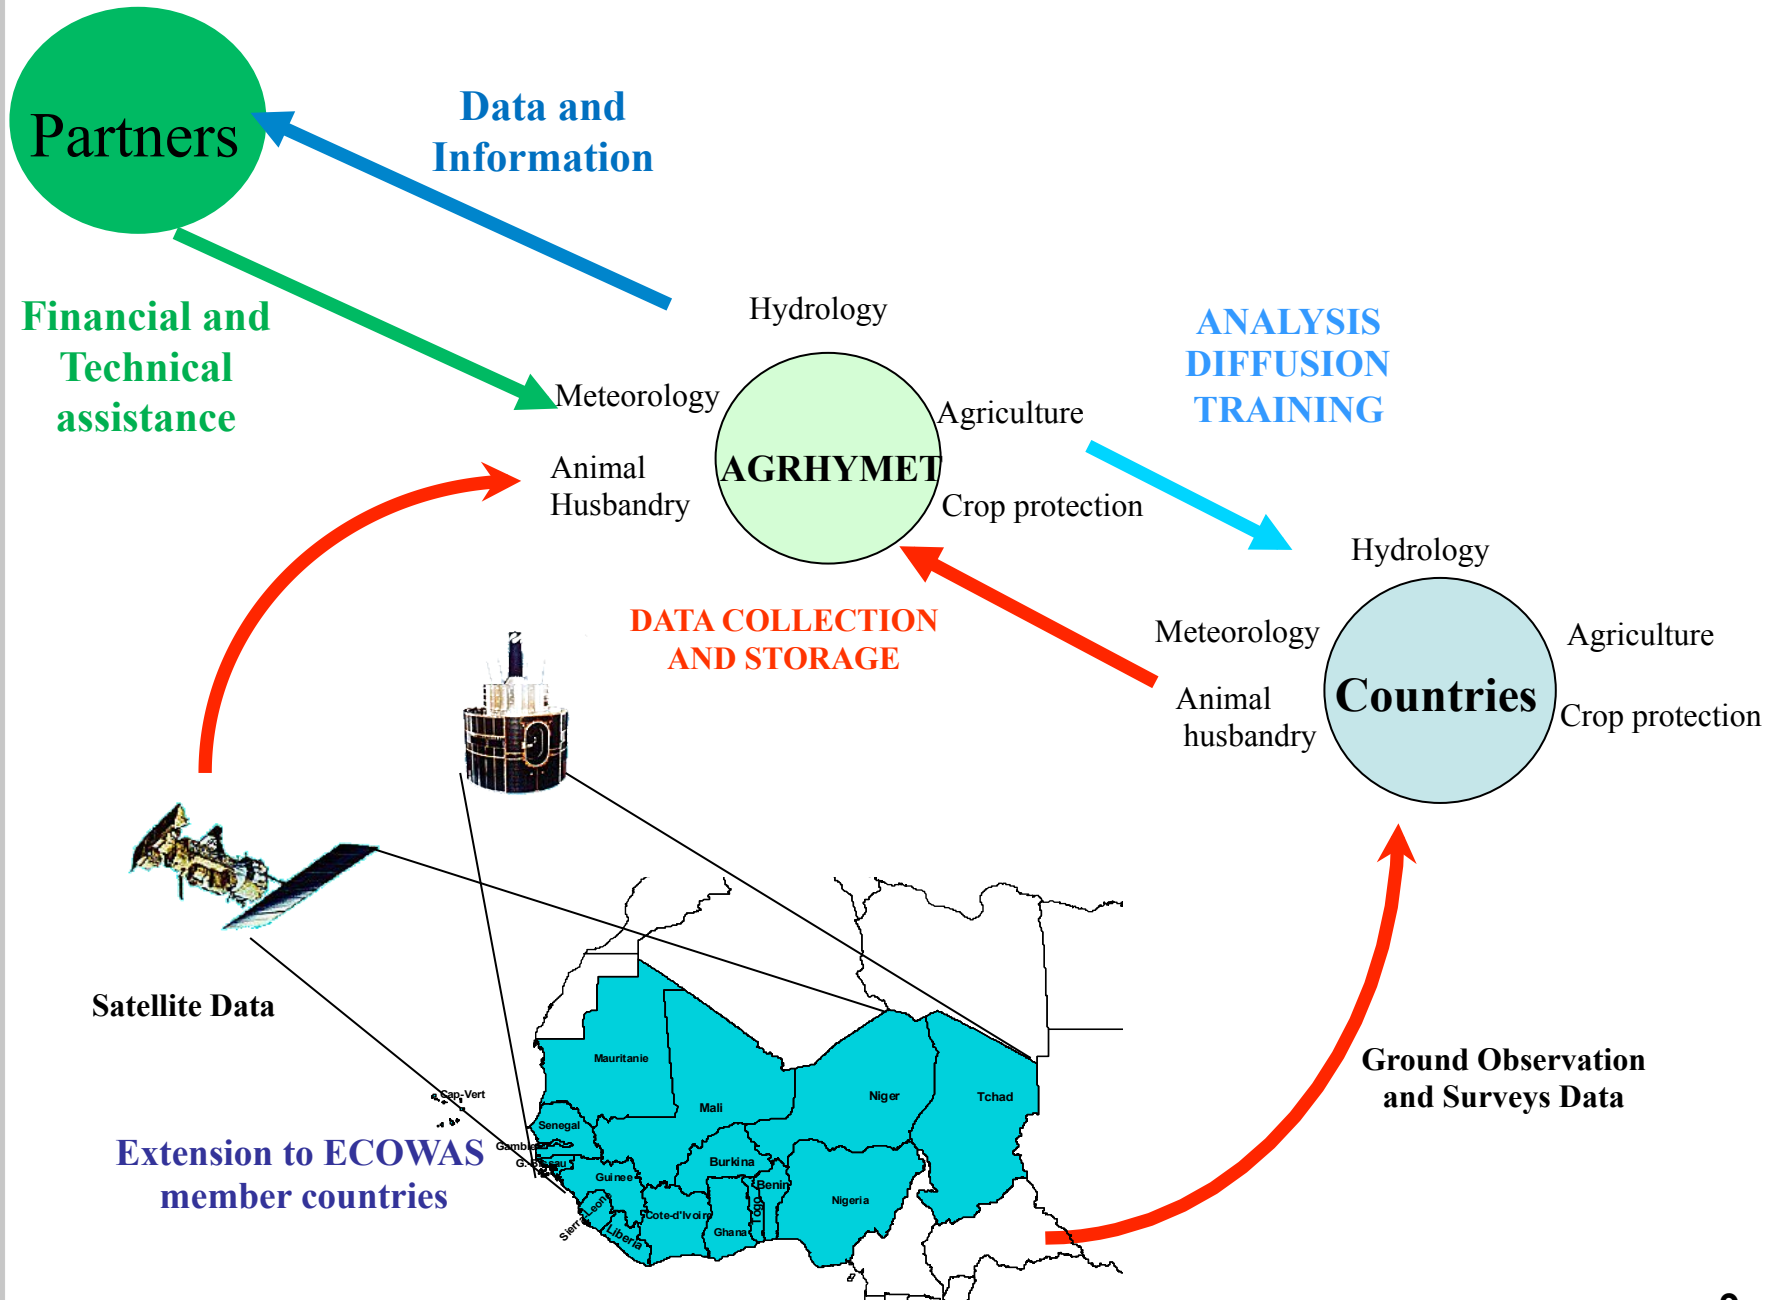 Partners
Data and
Information
Financial and
Technical
assistance
Hydrology
Meteorology
Agriculture
Animal
Husbandry
AGRHYMET
Crop protection
ANALYSIS
DIFFUSION
TRAINING
DATA COLLECTION
AND STORAGE
Hydrology
Meteorology
Agriculture
Animal
husbandry
Countries
Crop protection
Satellite Data
Ground Observation
and Surveys Data
Extension to ECOWAS
member countries
Cap-Vert
Mauritanie
Mali
Niger
Tchad
Senegal
Burkina
Guinee
Benin
Togo
Nigeria
Sierra Leone
Liberia
Cote-d'Ivoire
Ghana